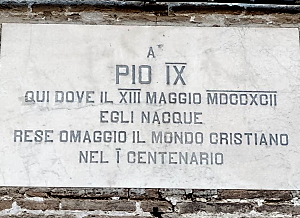 A
PIO IX
QUI DOVE IL XIII MAGGIO MDCCXCII
EGLI NACQUE
RESE OMAGGIO IL MONDO CRISTIANO
NEL I CENTENARIO